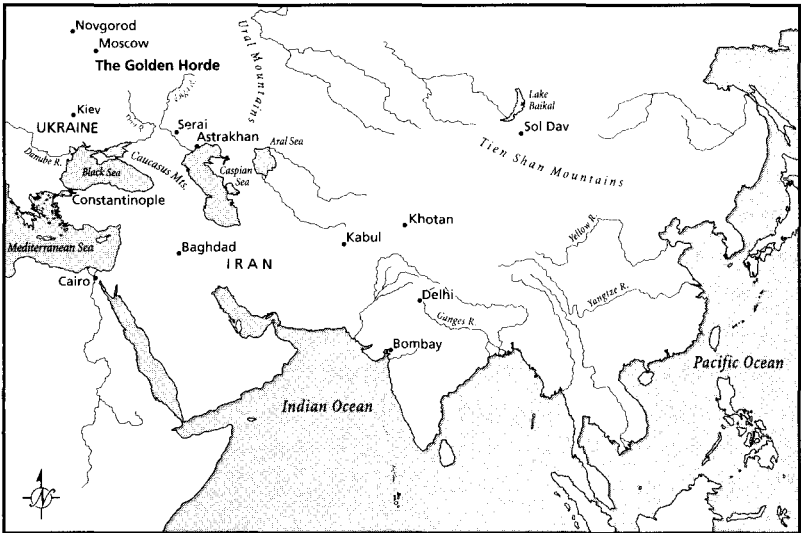 Novgorod
Moscow
The Golden Horde
Ural Mountains
Kiev
UKRAINE
Serai
Astrakhan
Aral Sea
Lake
Baikal
Sol Dav
Tien Shan Mountains
Danube R.
Black Sea
Caucasus Mts.
Caspian
Sea
Constantinople
Mediterranean Sea
Baghdad
IRAN
Kabul
Khotan
Yellow R.
Cairo
Delhi
Ganges R.
Yangtze R.
Bombay
Pacific Ocean
Indian Ocean
N